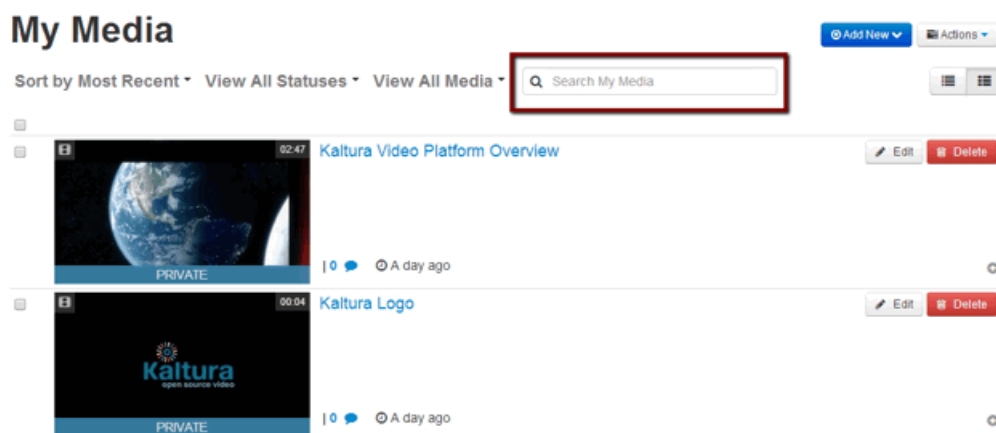 My Media
Add New
Actions
Sort by Most Recent View All Statuses View All Media Search My Media
02:47 Kaltura Video Platform Overview Edit Delete
PRIVATE | 0 A day ago
00:04 Kaltura Logo Edit Delete
Kaltura
open source video
| 0 A day ago
PRIVATE